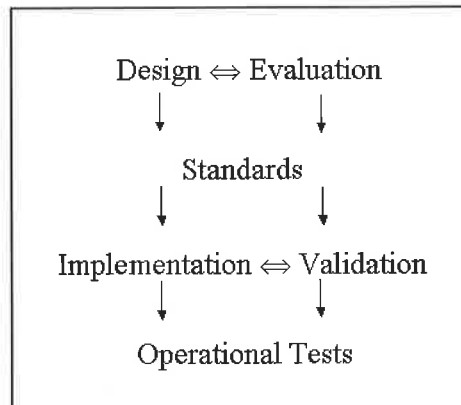 Design ⇔ Evaluation
Standards
Implementation ⇔ Validation
Operational Tests